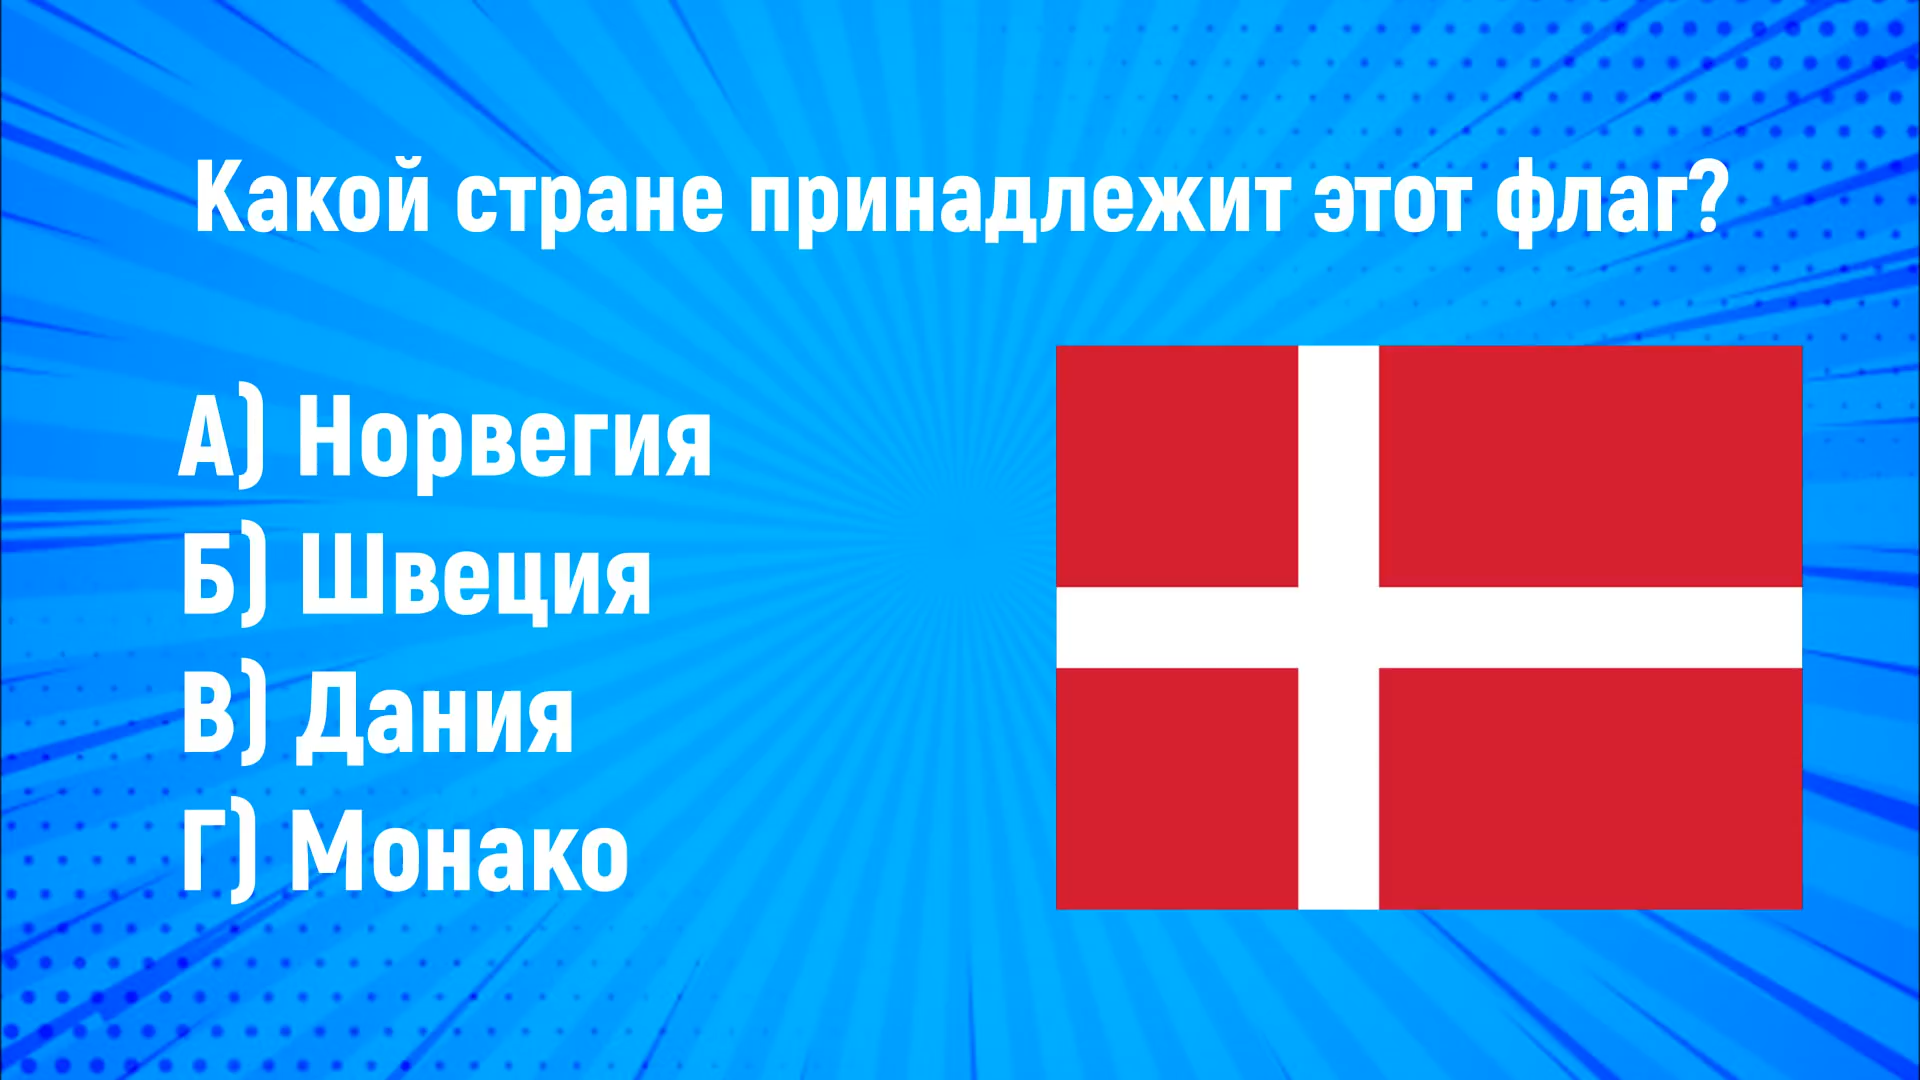 Какой стране принадлежит этот флаг?
А) Норвегия
Б) Швеция
В) Дания
Г) Монако